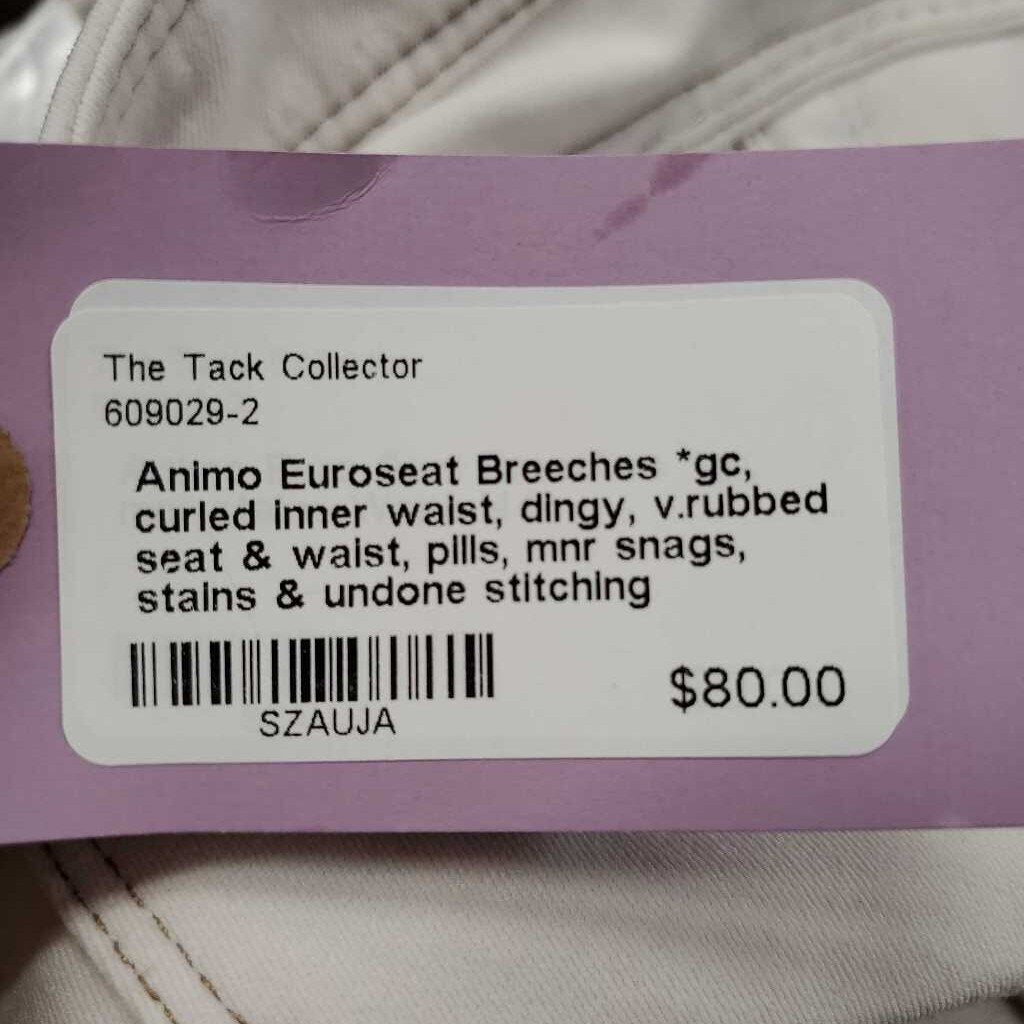 The Tack Collector
609029-2
Animo Euroseat Breeches *gc,
curled inner waist, dingy, v.rubbed
seat & waist, pills, mnr snags,
stains & undone stitching
SZAUJA
$80.00